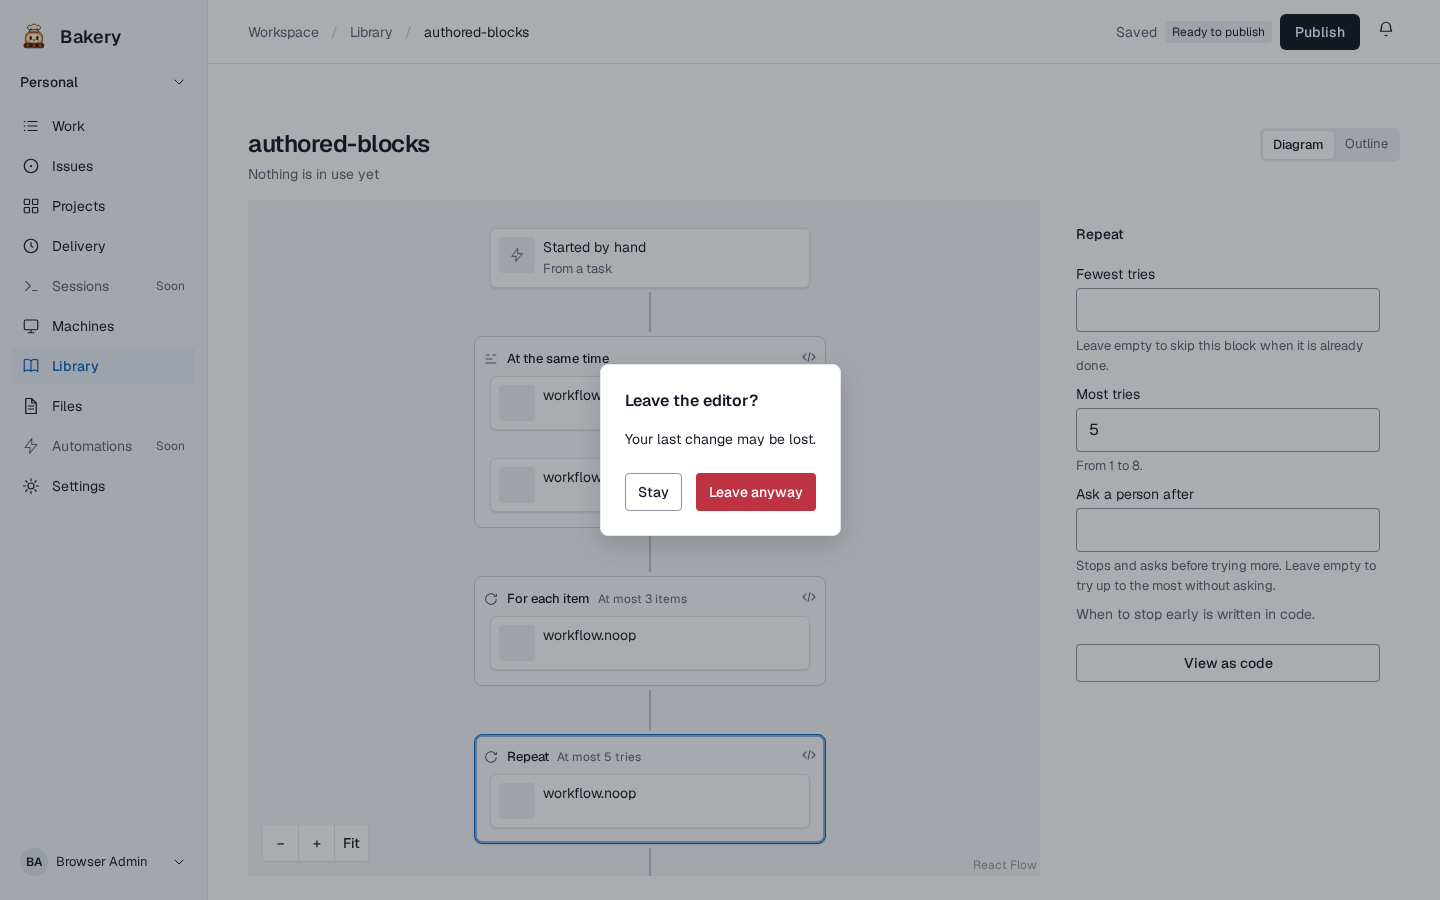 Bakery
Personal
Work
Issues
Projects
Delivery
Sessions Soon
Machines
Library
Files
Automations Soon
Settings
BA Browser Admin
Workspace / Library / authored-blocks
Saved Ready to publish Publish
authored-blocks
Nothing is in use yet
Diagram Outline
Started by hand
From a task
At the same time
workflow
workflow
For each item At most 3 items
workflow.noop
Repeat At most 5 tries
workflow.noop
− + Fit
React Flow
Leave the editor?
Your last change may be lost.
Stay Leave anyway
Repeat
Fewest tries
Leave empty to skip this block when it is already
done.
Most tries
5
From 1 to 8.
Ask a person after
Stops and asks before trying more. Leave empty to
try up to the most without asking.
When to stop early is written in code.
View as code